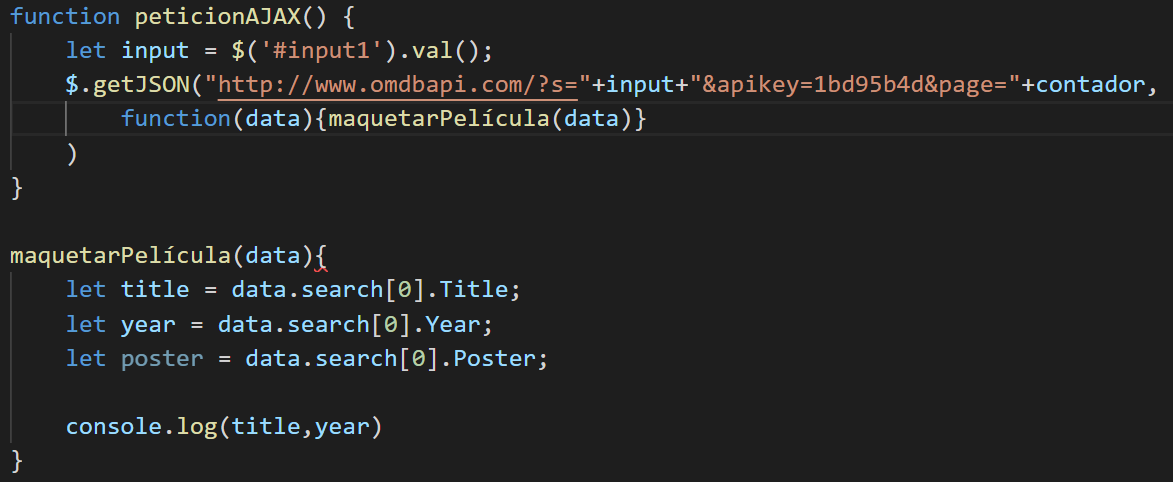 function peticionAJAX() {
let input = $('#input1').val();
$.getJSON("http://www.omdbapi.com/?s="+input+"&apikey=1bd95b4d&page="+contador,
function(data){maquetarPelícula(data)}
)
}
maquetarPelícula(data){
let title = data.search[0].Title;
let year = data.search[0].Year;
let poster = data.search[0].Poster;
console.log(title,year)
}